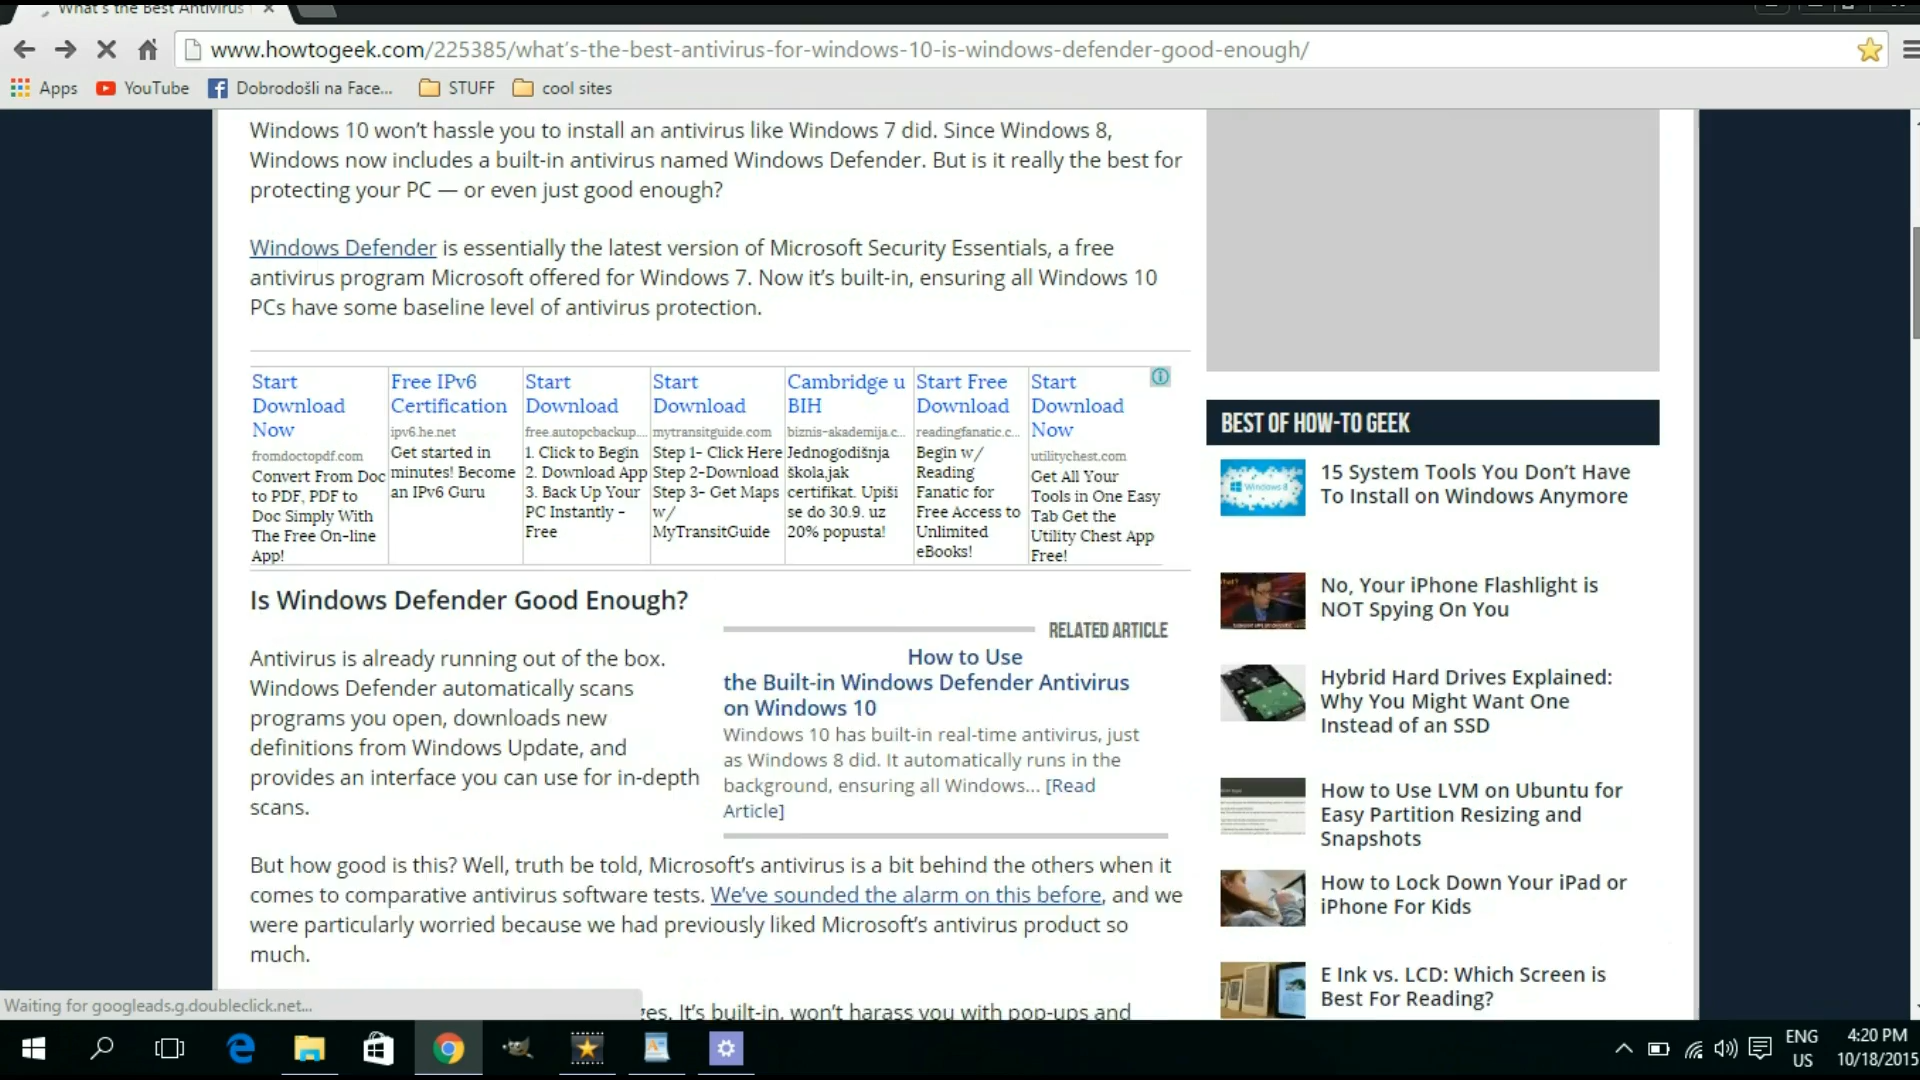 What's the Best Antivirus
www.howtogeek.com/225385/what's-the-best-antivirus-for-windows-10-is-windows-defender-good-enough/
Apps YouTube Dobrodošli na Face... STUFF cool sites
Windows 10 won't hassle you to install an antivirus like Windows 7 did. Since Windows 8,
Windows now includes a built-in antivirus named Windows Defender. But is it really the best for
protecting your PC — or even just good enough?
Windows Defender is essentially the latest version of Microsoft Security Essentials, a free
antivirus program Microsoft offered for Windows 7. Now it's built-in, ensuring all Windows 10
PCs have some baseline level of antivirus protection.
Start
Download
Now
fromdoctopdf.com
Convert From Doc
to PDF, PDF to
Doc Simply With
The Free On-line
App!
Free IPv6
Certification
ipv6.he.net
Get started in
minutes! Become
an IPv6 Guru
Start
Download
free.autopcbackup....
1. Click to Begin
2. Download App
3. Back Up Your
PC Instantly -
Free
Start
Download
mytransitguide.com
Step 1- Click Here
Step 2-Download
Step 3- Get Maps
w/
MyTransitGuide
Cambridge u
BIH
biznis-akademija.c...
Jednogodišnja
škola,jak
certifikat. Upiši
se do 30.9. uz
20% popusta!
Start Free
Download
readingfanatic.c...
Begin w/
Reading
Fanatic for
Free Access to
Unlimited
eBooks!
Start
Download
Now
utilitychest.com
Get All Your
Tools in One Easy
Tab Get the
Utility Chest App
Free!
Is Windows Defender Good Enough?
Antivirus is already running out of the box.
Windows Defender automatically scans
programs you open, downloads new
definitions from Windows Update, and
provides an interface you can use for in-depth
scans.
RELATED ARTICLE
How to Use
the Built-in Windows Defender Antivirus
on Windows 10
Windows 10 has built-in real-time antivirus, just
as Windows 8 did. It automatically runs in the
background, ensuring all Windows... [Read
Article]
But how good is this? Well, truth be told, Microsoft's antivirus is a bit behind the others when it
comes to comparative antivirus software tests. We've sounded the alarm on this before, and we
were particularly worried because we had previously liked Microsoft's antivirus product so
much.
It's built-in, won't harass you with pop-ups and
BEST OF HOW-TO GEEK
Windows 8
15 System Tools You Don't Have
To Install on Windows Anymore
No, Your iPhone Flashlight is
NOT Spying On You
Hybrid Hard Drives Explained:
Why You Might Want One
Instead of an SSD
How to Use LVM on Ubuntu for
Easy Partition Resizing and
Snapshots
How to Lock Down Your iPad or
iPhone For Kids
E Ink vs. LCD: Which Screen is
Best For Reading?
Waiting for googleads.g.doubleclick.net...
ENG
US
4:20 PM
10/18/2015